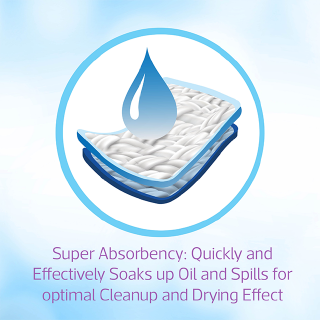 Super Absorbency: Quickly and
Effectively Soaks up Oil and Spills for
optimal Cleanup and Drying Effect